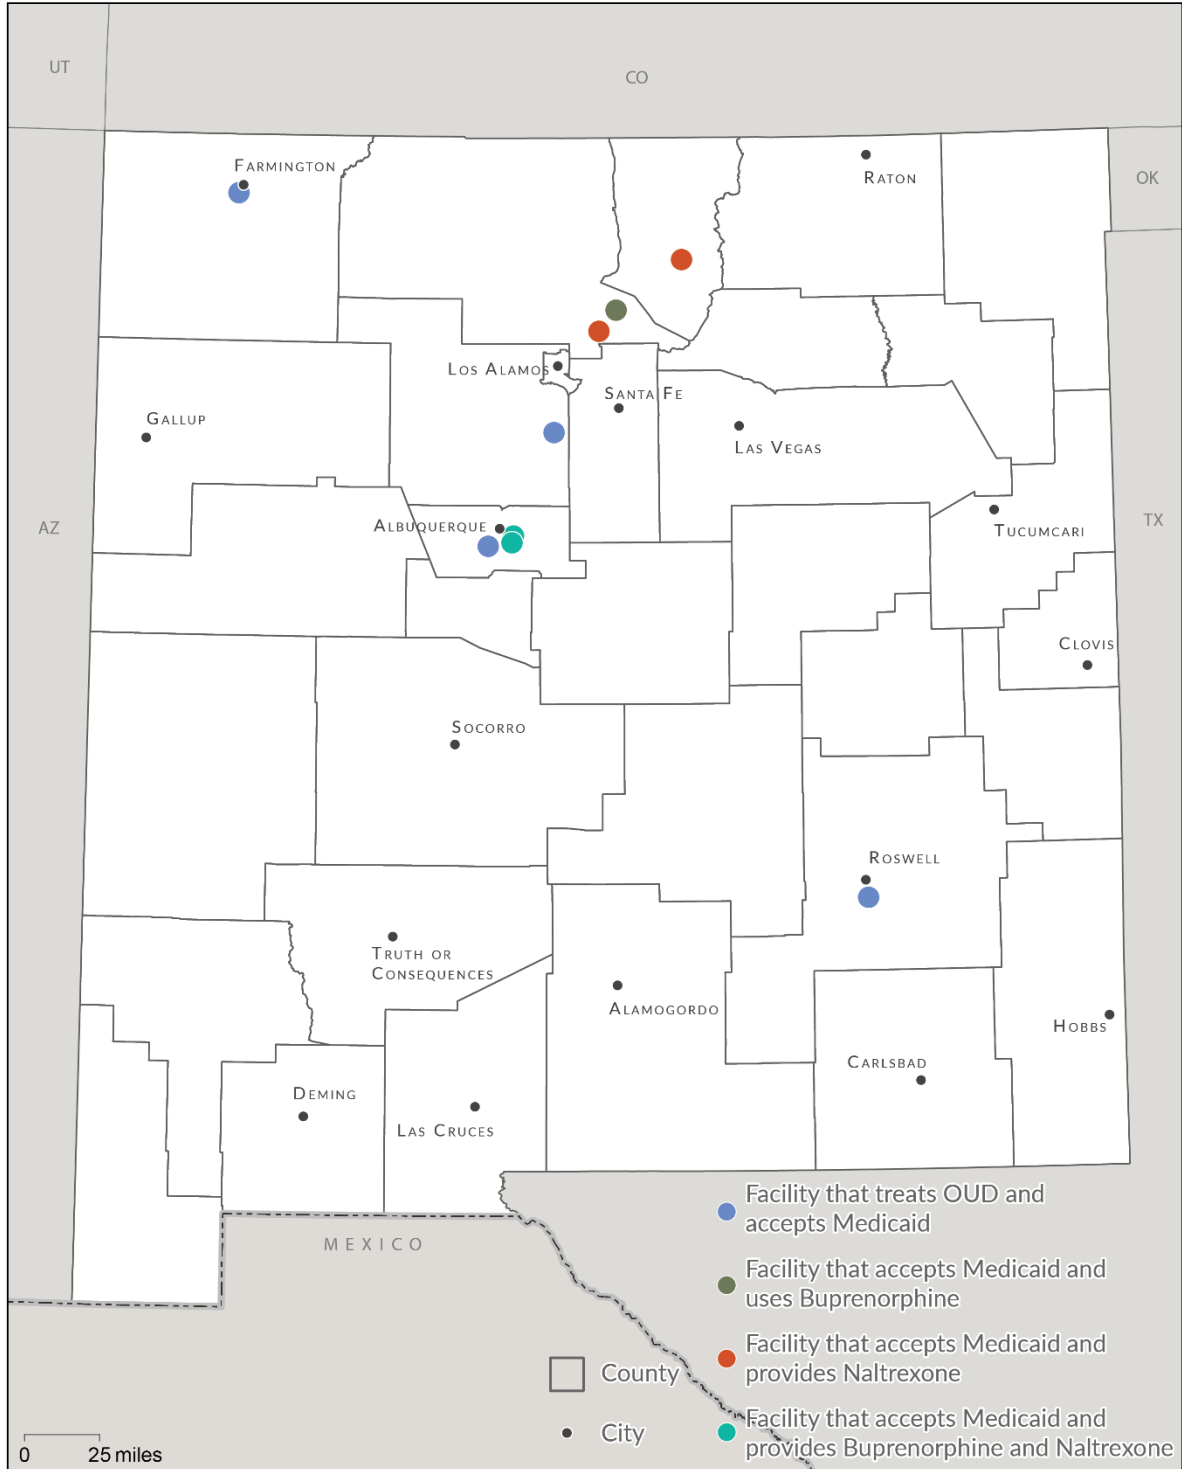 UT
CO
FARMINGTON
RATON
OK
LOS ALAMOS
SANTA FE
GALLUP
LAS VEGAS
AZ
ALBUQUERQUE
TX
TUCUMCARI
CLOVIS
SOCORRO
ROSWELL
TRUTH OR
CONSEQUENCES
ALAMOGORDO
HOBBS
CARLSBAD
DEMING
LAS CRUCES
MEXICO
Facility that treats OUD and
accepts Medicaid
Facility that accepts Medicaid and
uses Buprenorphine
Facility that accepts Medicaid and
provides Naltrexone
Facility that accepts Medicaid and
provides Buprenorphine and Naltrexone
County
City
0 25 miles